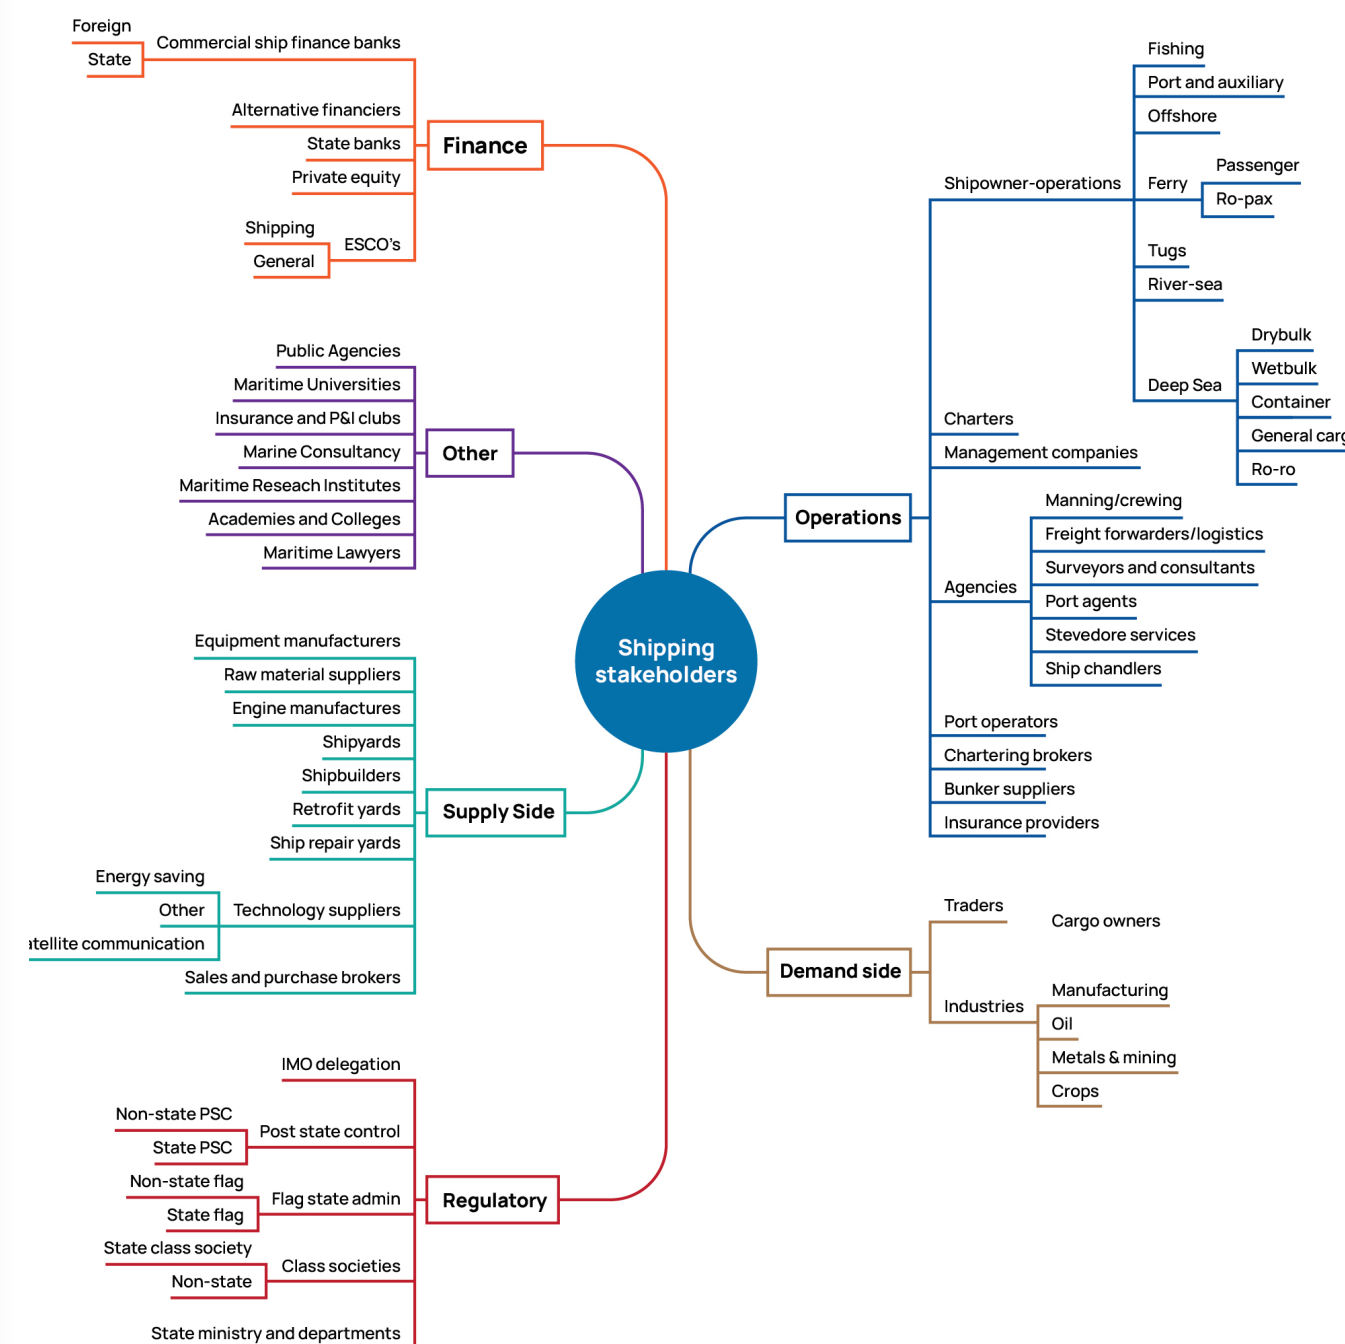 Foreign
State
Commercial ship finance banks
Alternative financiers
State banks
Private equity
Shipping
General
ESCO's
Finance
Public Agencies
Maritime Universities
Insurance and P&I clubs
Marine Consultancy
Maritime Reseach Institutes
Academies and Colleges
Maritime Lawyers
Other
Equipment manufacturers
Raw material suppliers
Engine manufactures
Shipyards
Shipbuilders
Retrofit yards
Ship repair yards
Energy saving
Other
atellite communication
Technology suppliers
Sales and purchase brokers
Supply Side
IMO delegation
Non-state PSC
State PSC
Post state control
Non-state flag
State flag
Flag state admin
State class society
Non-state
Class societies
State ministry and departments
Regulatory
Shipping
stakeholders
Operations
Shipowner-operations
Fishing
Port and auxiliary
Offshore
Ferry
Passenger
Ro-pax
Tugs
River-sea
Deep Sea
Drybulk
Wetbulk
Container
General carg
Ro-ro
Charters
Management companies
Agencies
Manning/crewing
Freight forwarders/logistics
Surveyors and consultants
Port agents
Stevedore services
Ship chandlers
Port operators
Chartering brokers
Bunker suppliers
Insurance providers
Demand side
Traders
Cargo owners
Industries
Manufacturing
Oil
Metals & mining
Crops